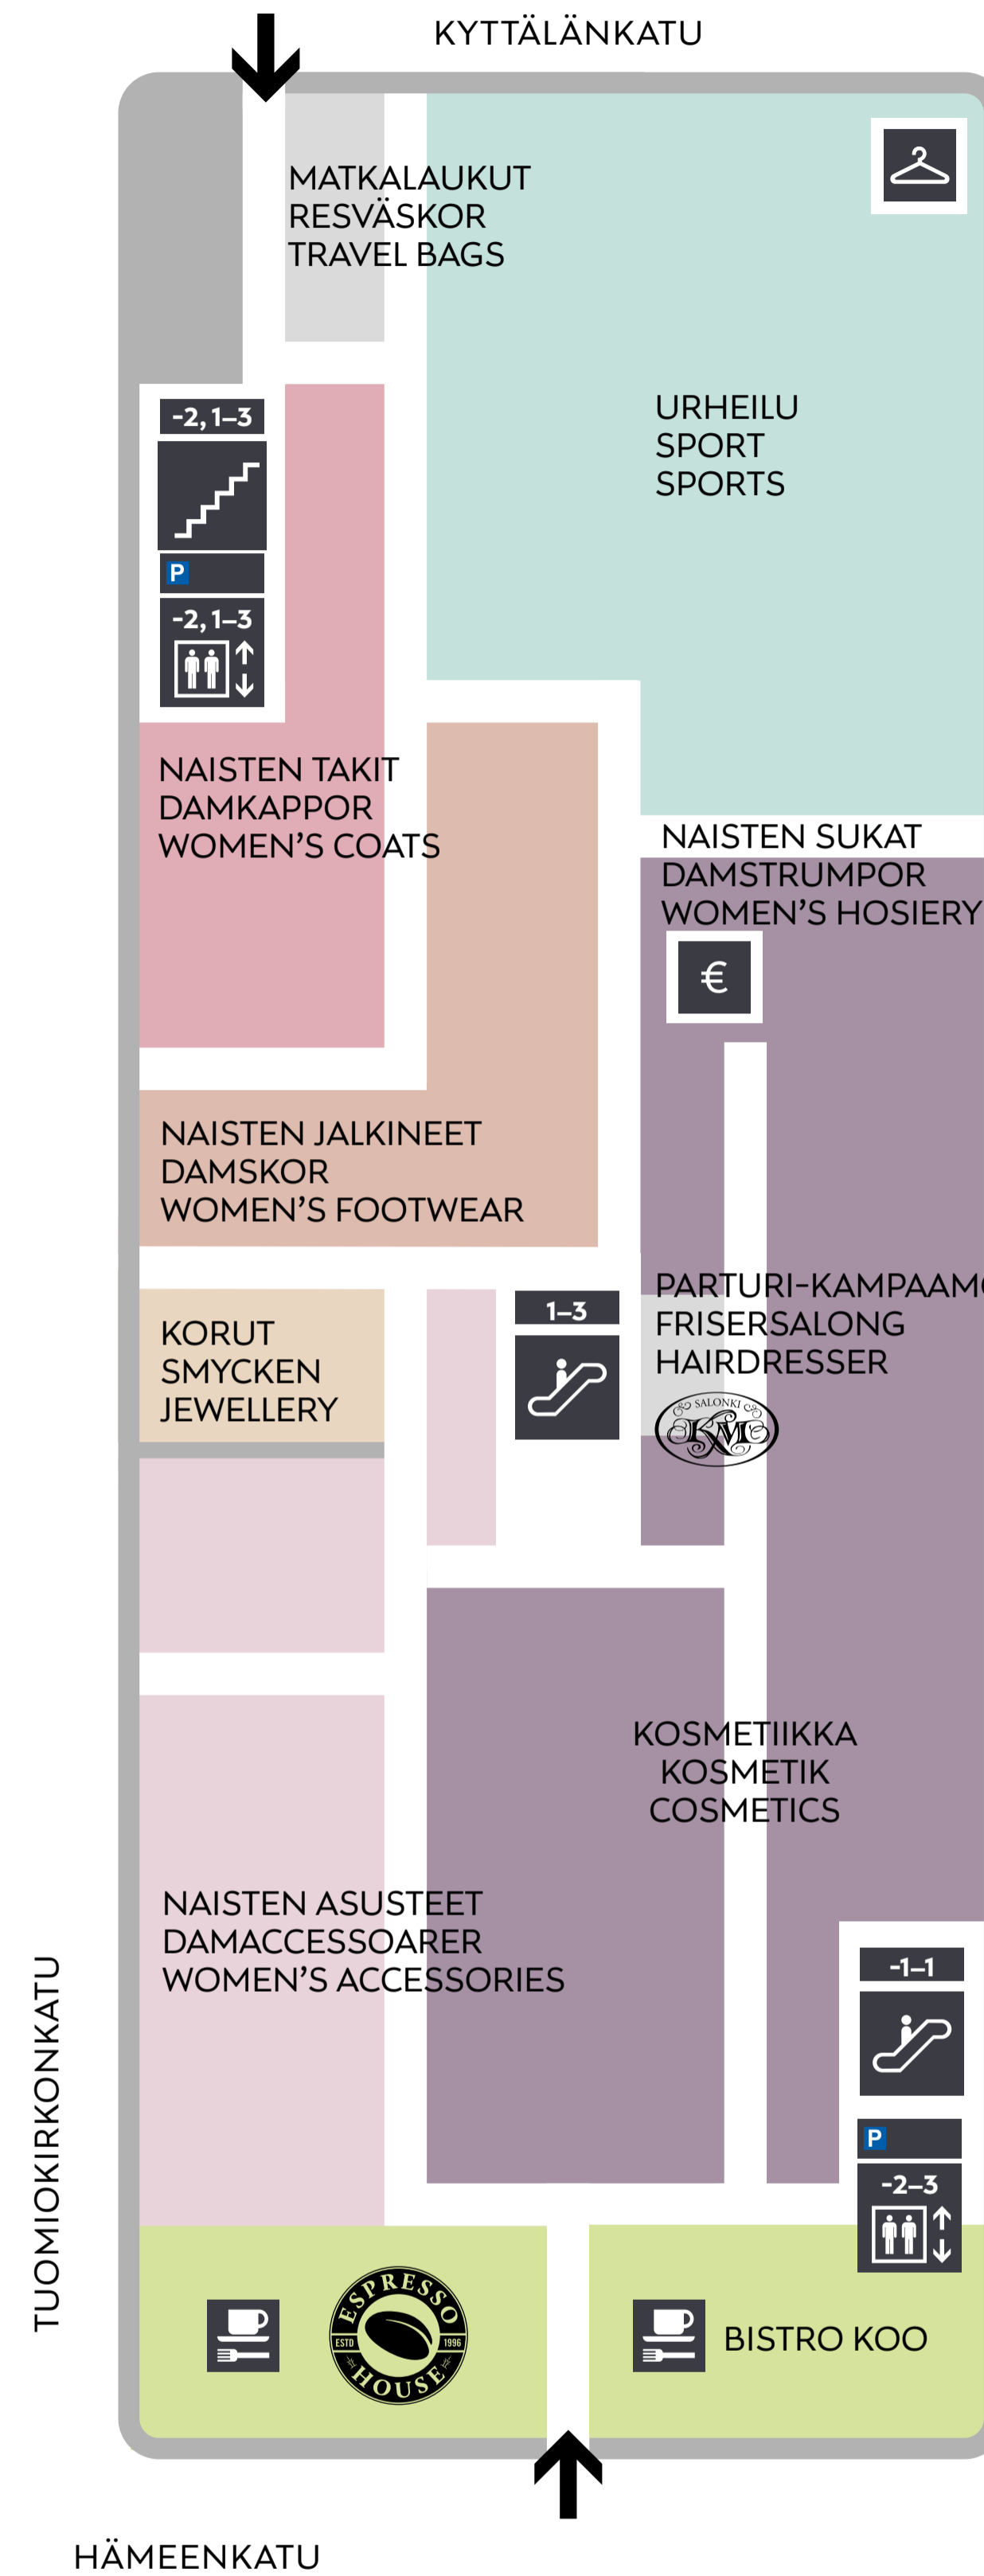 KYTTÄLÄNKATU
MATKALAUKUT
RESVÄSKOR
TRAVEL BAGS
URHEILU
SPORT
SPORTS
-2, 1–3
P
-2, 1–3
NAISTEN TAKIT
DAMKAPPOR
WOMEN'S COATS
NAISTEN SUKAT
DAMSTRUMPOR
WOMEN'S HOSIERY
€
NAISTEN JALKINEET
DAMSKOR
WOMEN'S FOOTWEAR
KORUT
SMYCKEN
JEWELLERY
1–3
PARTURI-KAMPAAMO
FRISERSALONG
HAIRDRESSER
SALONKI
KM
KOSMETIIKKA
KOSMETIK
COSMETICS
NAISTEN ASUSTEET
DAMACCESSOARER
WOMEN'S ACCESSORIES
-1–1
P
-2–3
TUOMIOKIRKONKATU
ESPRESSO
ESTD 1996
HOUSE
BISTRO KOO
HÄMEENKATU